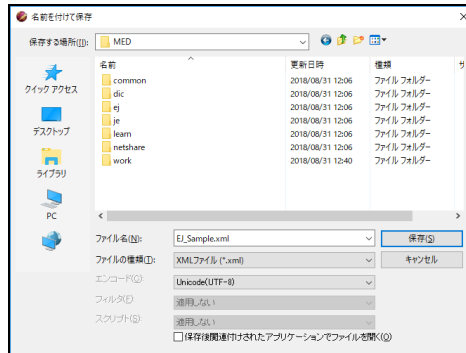 名前を付けて保存
保存する場所(I): MED
名前 更新日時 種類 サ
common 2018/08/31 12:06 ファイル フォルダー
dic 2018/08/31 12:06 ファイル フォルダー
ej 2018/08/31 12:06 ファイル フォルダー
je 2018/08/31 12:06 ファイル フォルダー
learn 2018/08/31 12:06 ファイル フォルダー
netshare 2018/08/31 12:06 ファイル フォルダー
work 2018/08/31 12:40 ファイル フォルダー
クイック アクセス
デスクトップ
ライブラリ
PC
ファイル名(N): EJ_Sample.xml 保存(S)
ファイルの種類(T): XMLファイル (*.xml) キャンセル
エンコード(Q): Unicode(UTF-8)
フィルタ(F) 適用しない
スクリプト(S): 適用しない
保存後関連付けされたアプリケーションでファイルを開く(O)